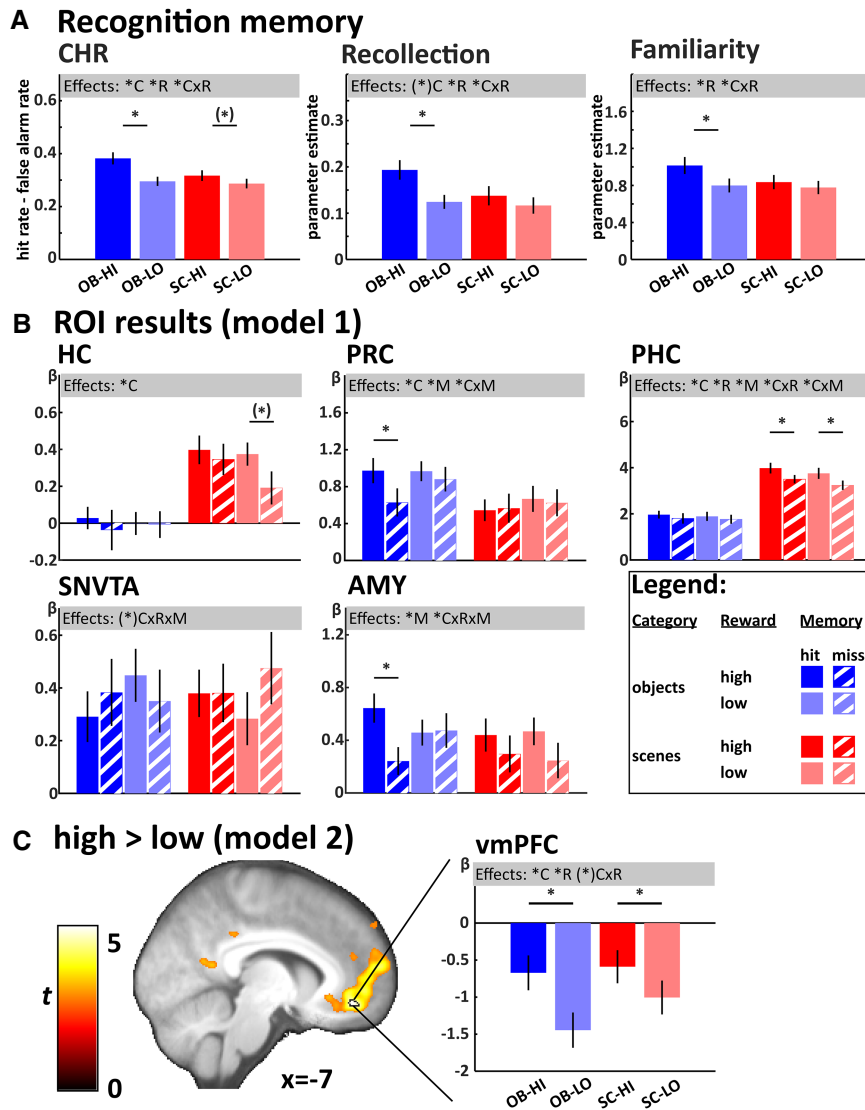 A Recognition memory
CHR
Effects: *C *R *CxR
hit rate - false alarm rate
0.6
0.4
0.2
0
*
(*)
OB-HI OB-LO SC-HI SC-LO
Recollection
Effects: (*)C *R *CxR
parameter estimate
0.3
0.2
0.1
0
*
OB-HI OB-LO SC-HI SC-LO
Familiarity
Effects: *R *CxR
parameter estimate
1.6
1.2
0.8
0.4
0
*
OB-HI OB-LO SC-HI SC-LO
B ROI results (model 1)
HC
β
Effects: *C
0.6
0.4
0.2
0
-0.2
(*)
PRC
β
Effects: *C *M *CxM
1.6
1.2
0.8
0.4
0
*
PHC
β
Effects: *C *R *M *CxR *CxM
6
4
2
0
* *
SNVTA
β
Effects: (*)CxRxM
0.6
0.4
0.2
0
AMY
β
Effects: *M *CxRxM
1.2
0.8
0.4
0
*
Legend:
Category Reward Memory
hit miss
objects
high
low
scenes
high
low
C high > low (model 2)
t
5
0
x=-7
vmPFC
β
Effects: *C *R (*)CxR
* *
0
-0.5
-1
-1.5
-2
OB-HI OB-LO SC-HI SC-LO